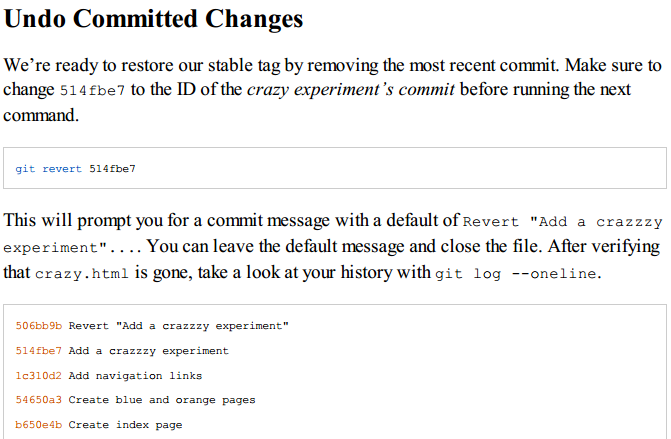 Undo Committed Changes
We’re ready to restore our stable tag by removing the most recent commit. Make sure to
change 514fbe7 to the ID of the crazy experiment’s commit before running the next
command.
git revert 514fbe7
This will prompt you for a commit message with a default of Revert "Add a crazzzy
experiment".... You can leave the default message and close the file. After verifying
that crazy.html is gone, take a look at your history with git log --oneline.
506bb9b Revert "Add a crazzzy experiment"
514fbe7 Add a crazzzy experiment
1c310d2 Add navigation links
54650a3 Create blue and orange pages
b650e4b Create index page